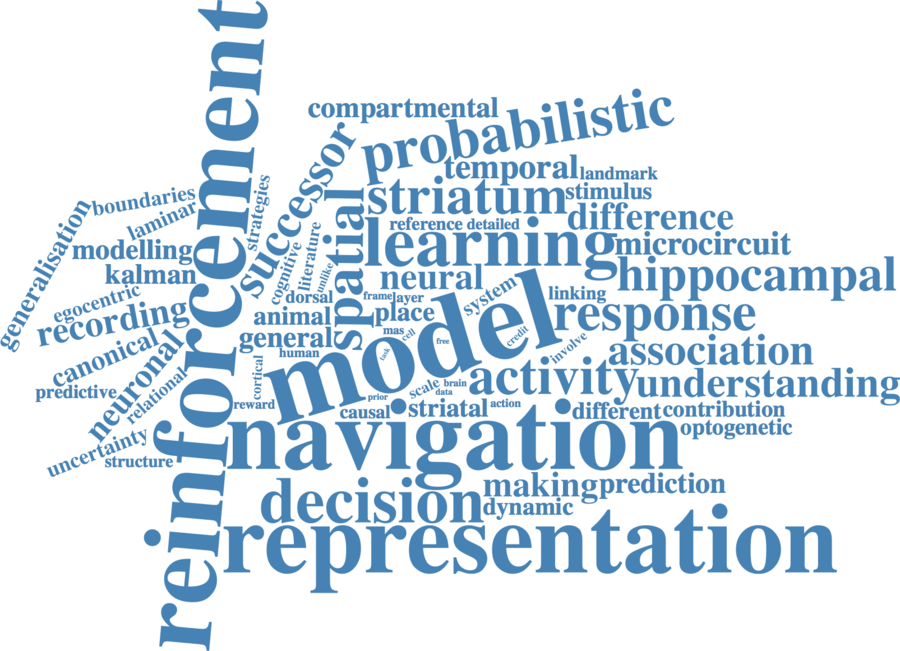 reinforcement
compartmental
probabilistic
successor
temporal
landmark
striatum
stimulus
spatial
strategies
boundaries
laminar
generalisation
modelling
kalman
egocentric
recording
canonical
neuronal
predictive
relational
uncertainty
structure
cognitive
literature
unlike
reference
detailed
difference
learning
microcircuit
neural
hippocampal
dorsal
frame
layer
system
linking
animal
place
response
general
mas
cell
free
credit
involve
human
task
model
association
cortical
scale
brain
data
activity
understanding
reward
prior
causal
striatal
action
different
contribution
navigation
optogenetic
decision
making
prediction
dynamic
representation